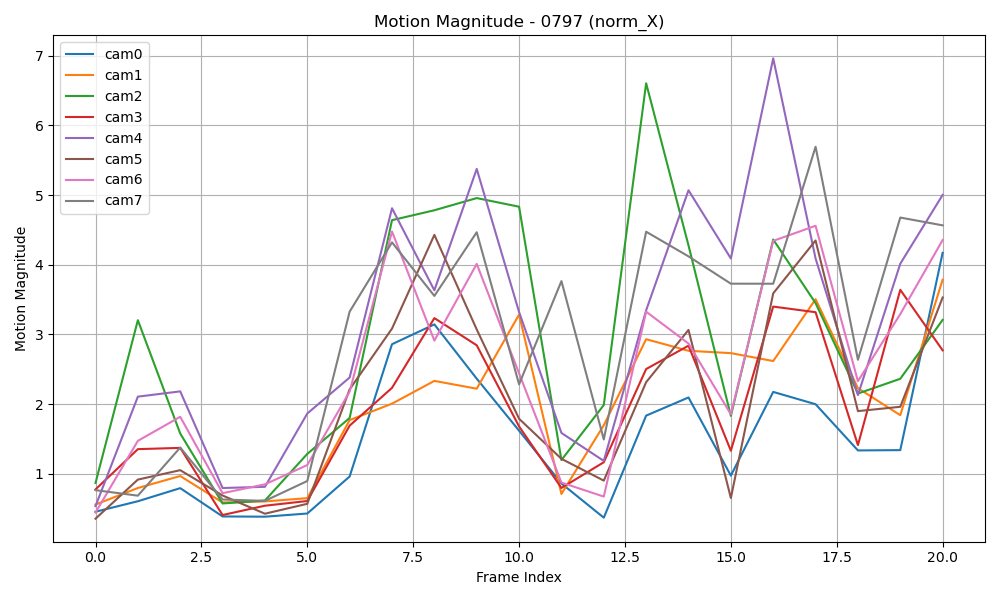 Motion Magnitude - 0797 (norm_X)
cam0
cam1
cam2
cam3
cam4
cam5
cam6
cam7
7
6
5
4
3
2
1
Motion Magnitude
0.0 2.5 5.0 7.5 10.0 12.5 15.0 17.5 20.0
Frame Index